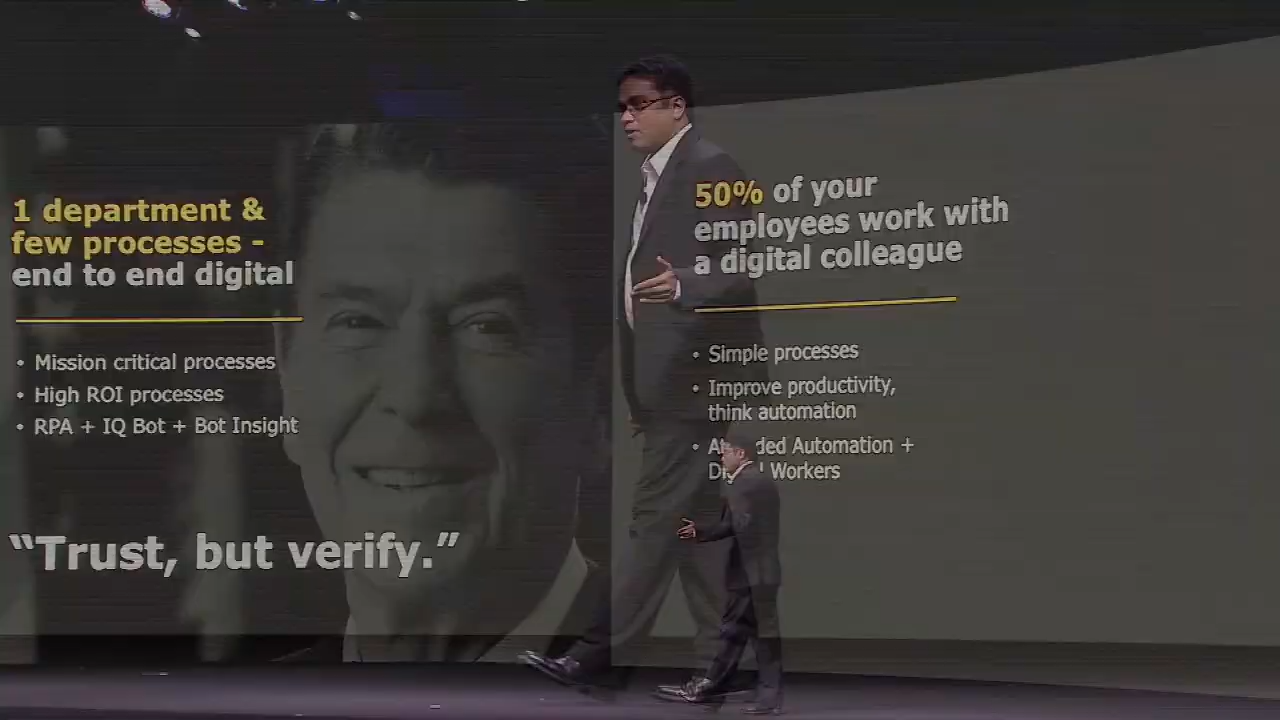 1 department &
few processes -
end to end digital
• Mission critical processes
• High ROI processes
• RPA + IQ Bot + Bot Insight
“Trust, but verify.”
50% of your
employees work with
a digital colleague
• Simple processes
• Improve productivity,
think automation
• Automation +
Workers